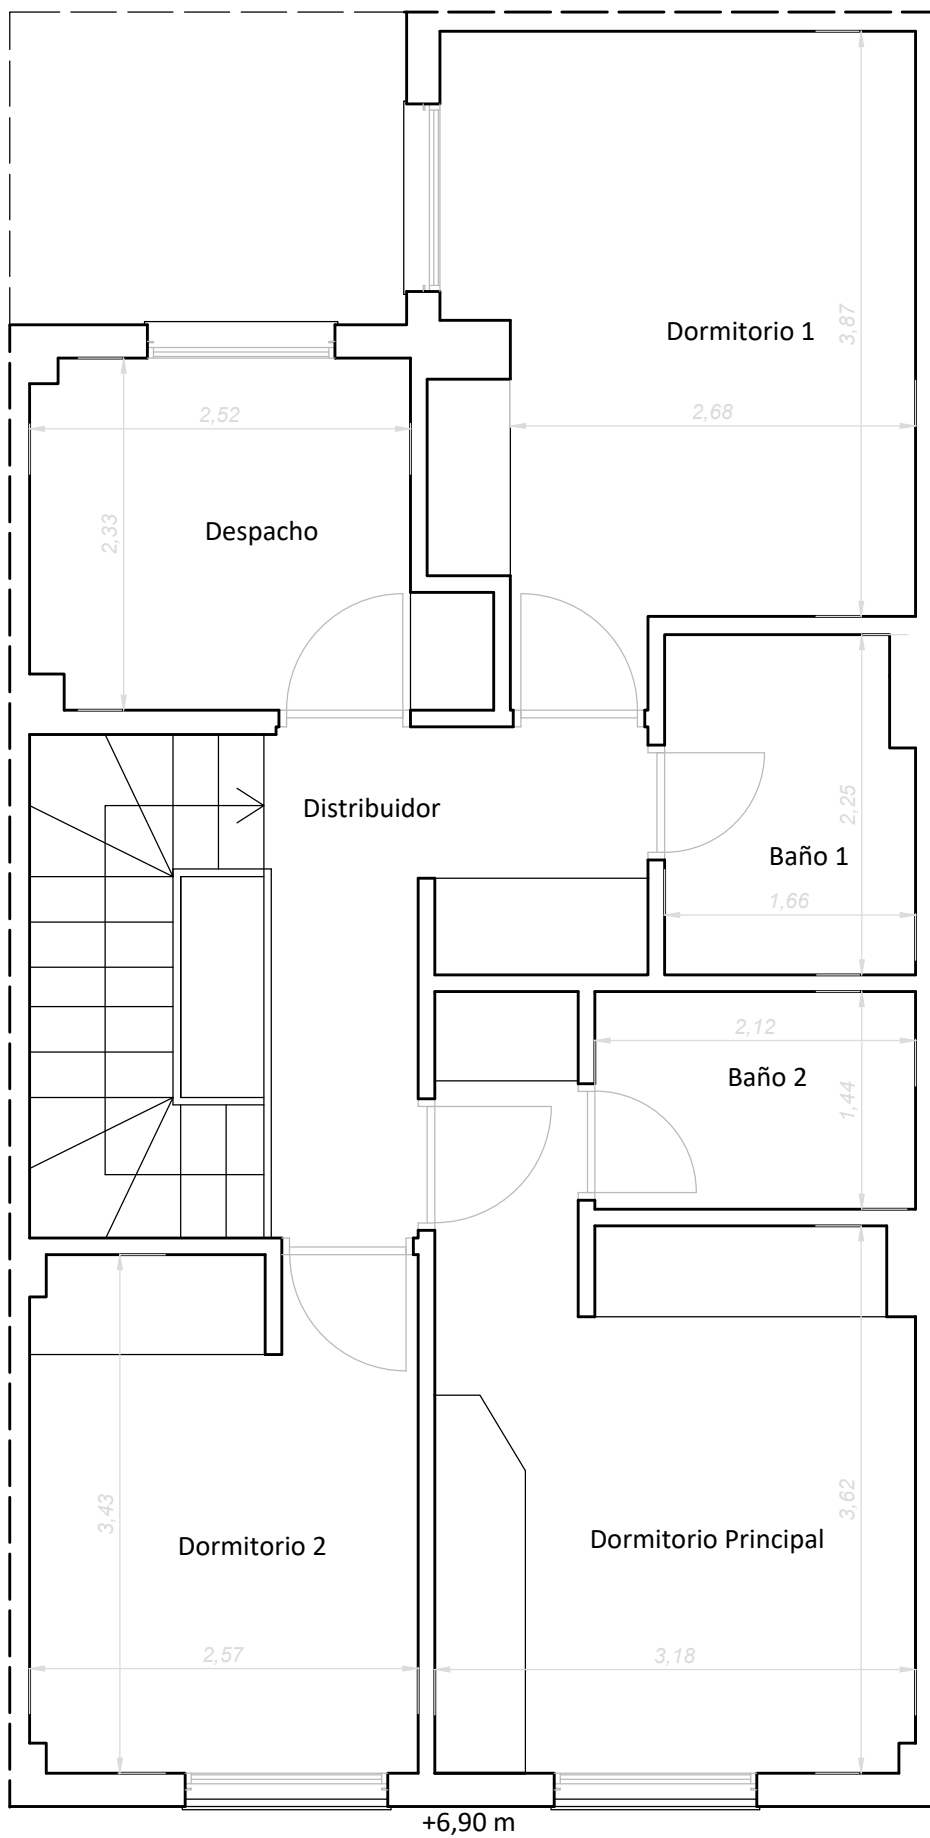 Dormitorio 1
3,87
2,52
2,68
Despacho
2,33
Distribuidor
2,25
Baño 1
1,66
2,12
Baño 2
1,44
3,43
3,62
Dormitorio 2
Dormitorio Principal
2,57
3,18
+6,90 m